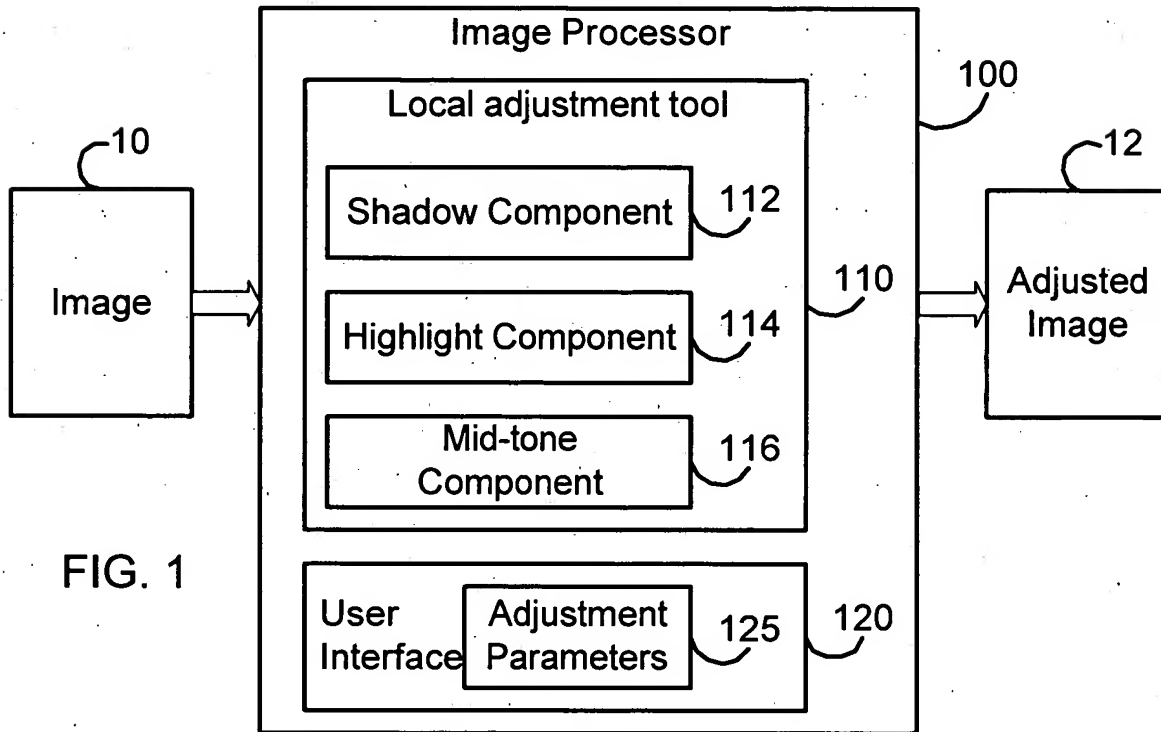 Image Processor
Local adjustment tool
100
10
12
Shadow Component
112
Image
110
Adjusted
Image
Highlight Component
114
Mid-tone
Component
116
FIG. 1
User
Interface
Adjustment
Parameters
125
120